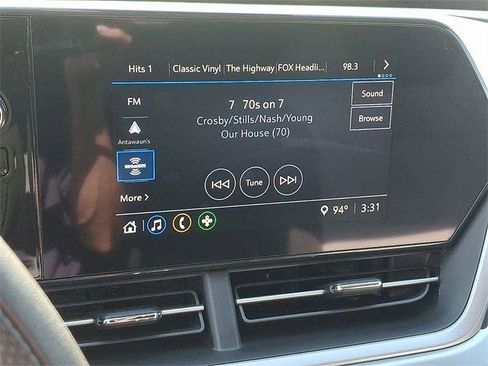 Hits 1 Classic Vinyl The Highway FOX Headli... 98.3
FM
7 70s on 7
Sound
Crosby/Stills/Nash/Young
Browse
Our House (70)
Antawaun's
SiriusXM
Tune
More >
94° 3:31